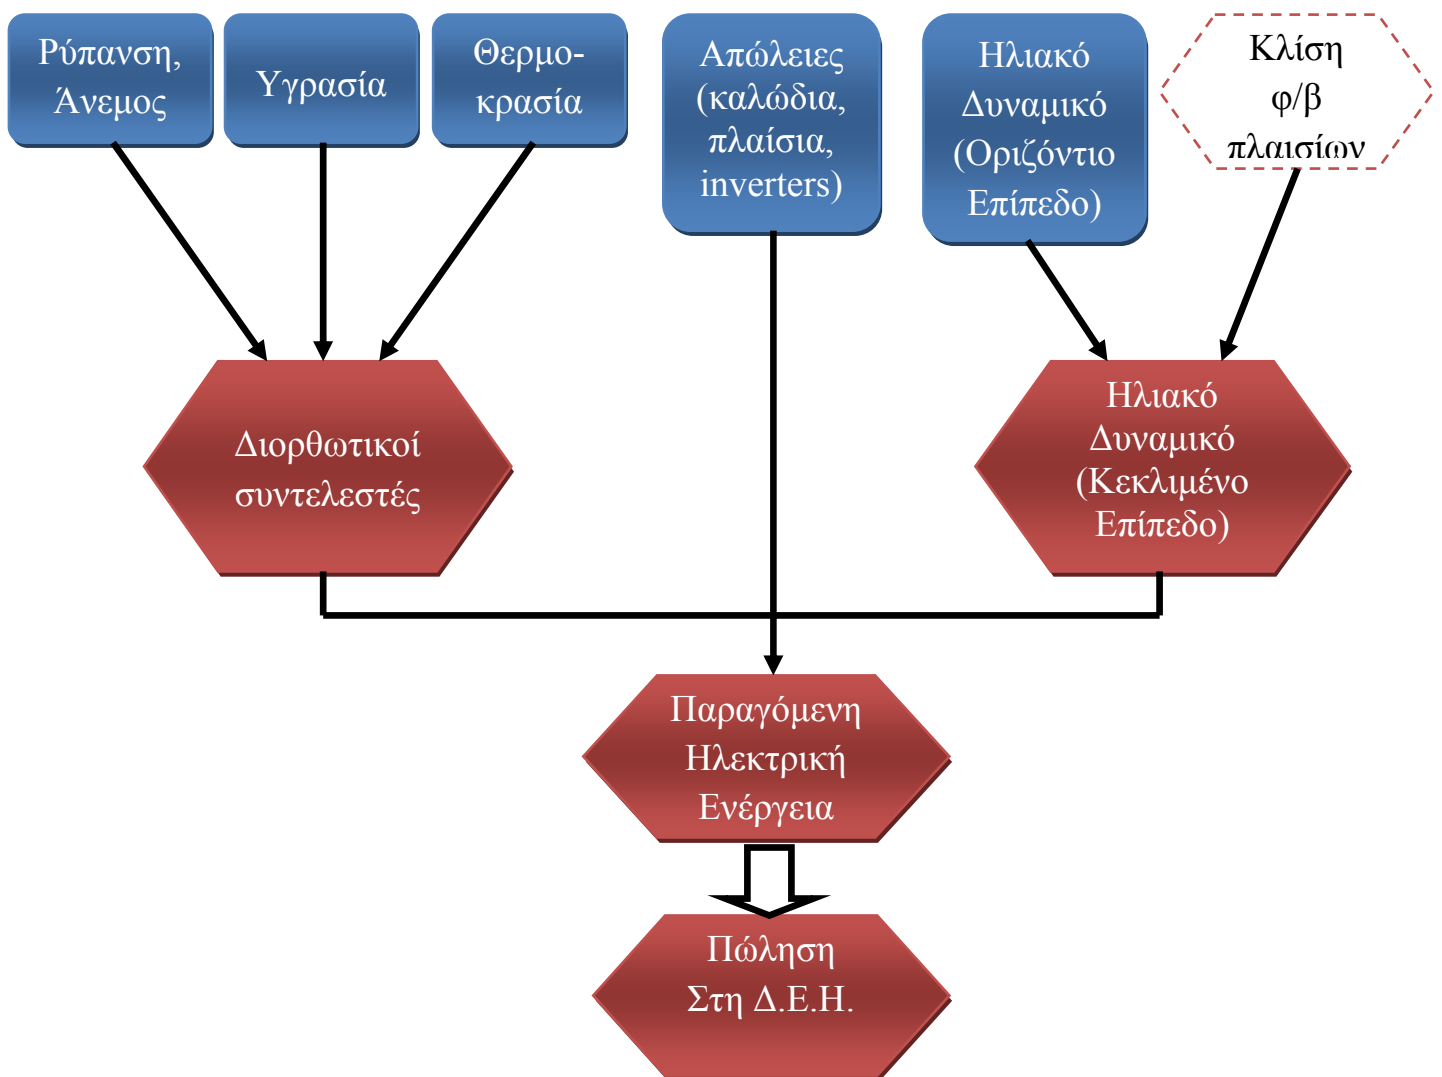 Ρύπανση,
Άνεμος
Υγρασία
Θερμο-
κρασία
Απώλειες
(καλώδια,
πλαίσια,
inverters)
Ηλιακό
Δυναμικό
(Οριζόντιο
Επίπεδο)
Κλίση
φ/β
πλαισίων
Διορθωτικοί
συντελεστές
Ηλιακό
Δυναμικό
(Κεκλιμένο
Επίπεδο)
Παραγόμενη
Ηλεκτρική
Ενέργεια
Πώληση
Στη Δ.Ε.Η.